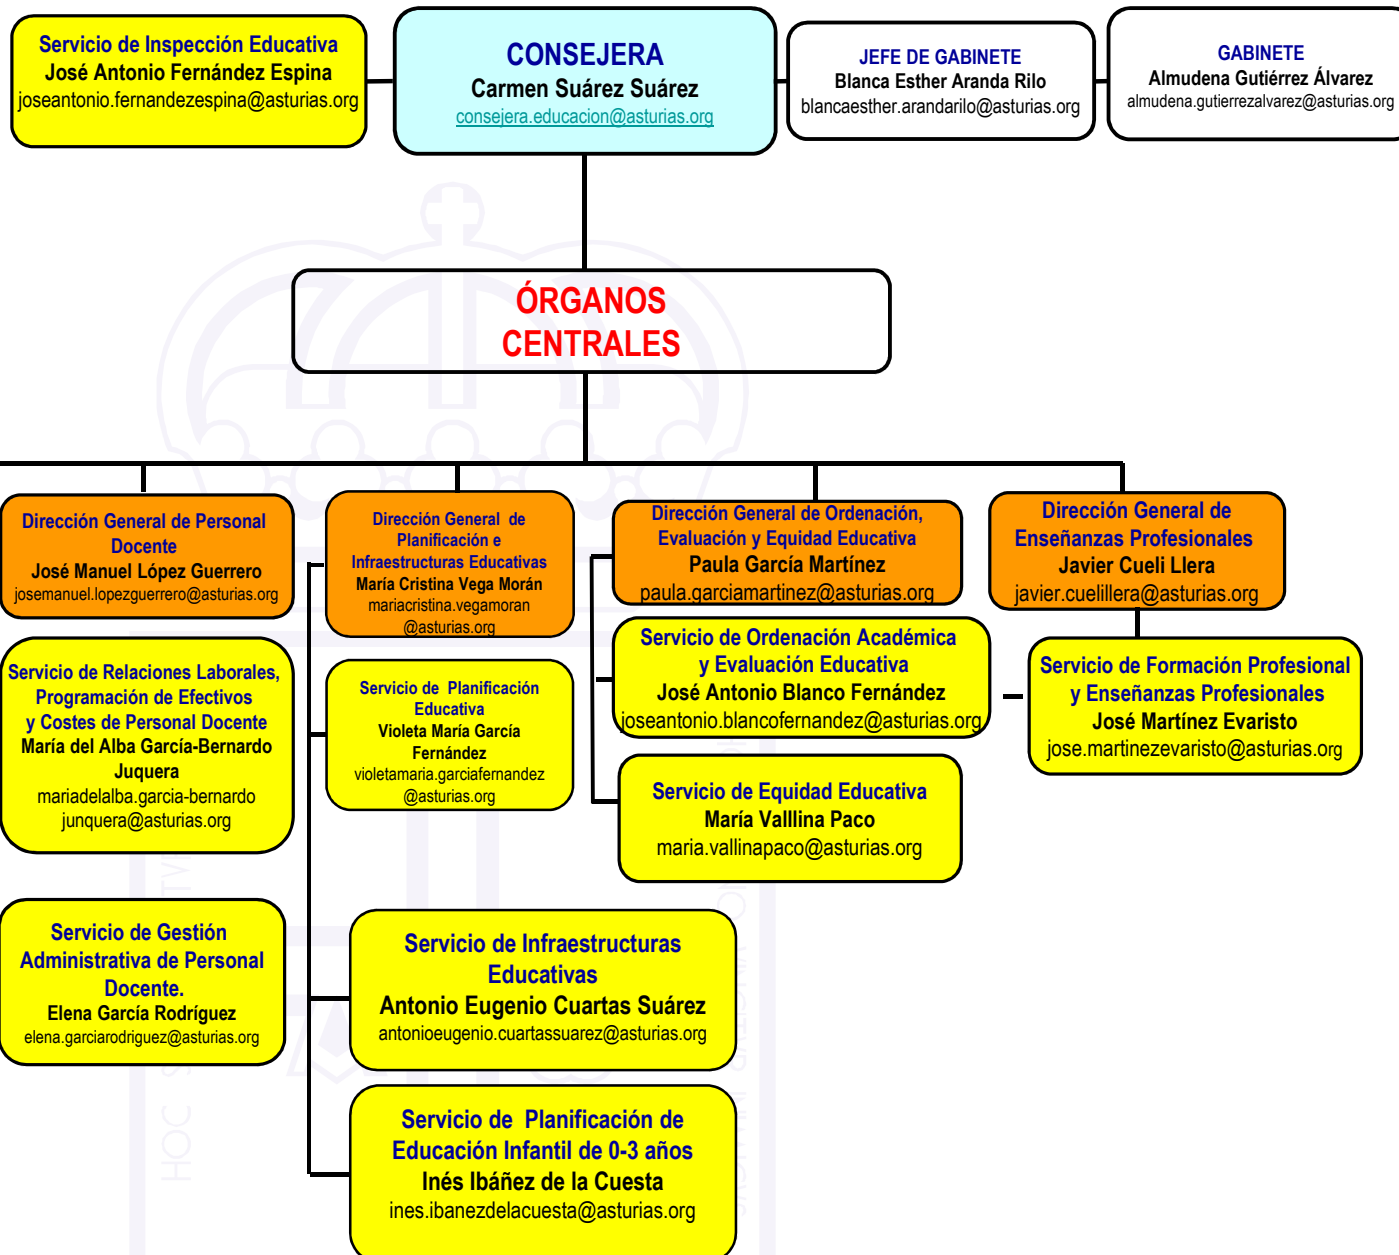 Servicio de Inspección Educativa
José Antonio Fernández Espina
joseantonio.fernandezespina@asturias.org
CONSEJERA
Carmen Suárez Suárez
consejera.educacion@asturias.org
JEFE DE GABINETE
Blanca Esther Aranda Rilo
blancaesther.arandarilo@asturias.org
GABINETE
Almudena Gutiérrez Álvarez
almudena.gutierrezalvarez@asturias.org
ÓRGANOS
CENTRALES
Dirección General de Personal
Docente
José Manuel López Guerrero
josemanuel.lopezguerrero@asturias.org
Dirección General de
Planificación e
Infraestructuras Educativas
María Cristina Vega Morán
mariacristina.vegamoran
@asturias.org
Dirección General de Ordenación,
Evaluación y Equidad Educativa
Paula García Martínez
paula.garciamartinez@asturias.org
Dirección General de
Enseñanzas Profesionales
Javier Cueli Llera
javier.cuelillera@asturias.org
Servicio de Relaciones Laborales,
Programación de Efectivos
y Costes de Personal Docente
María del Alba García-Bernardo
Juquera
mariadelalba.garcia-bernardo
junquera@asturias.org
Servicio de Planificación
Educativa
Violeta María García
Fernández
violetamaria.garciafernandez
@asturias.org
Servicio de Ordenación Académica
y Evaluación Educativa
José Antonio Blanco Fernández
joseantonio.blancofernandez@asturias.org
Servicio de Formación Profesional
y Enseñanzas Profesionales
José Martínez Evaristo
jose.martinezevaristo@asturias.org
Servicio de Equidad Educativa
María Valllina Paco
maria.vallinapaco@asturias.org
Servicio de Gestión
Administrativa de Personal
Docente.
Elena García Rodríguez
elena.garciarodriguez@asturias.org
Servicio de Infraestructuras
Educativas
Antonio Eugenio Cuartas Suárez
antonioeugenio.cuartassuarez@asturias.org
Servicio de Planificación de
Educación Infantil de 0-3 años
Inés Ibáñez de la Cuesta
ines.ibanezdelacuesta@asturias.org
HOC